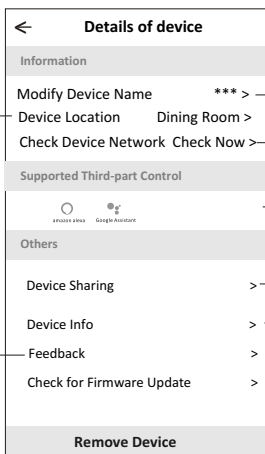 ← Details of device
Information
Modify Device Name *** >
Device Location Dining Room >
Check Device Network Check Now >
Supported Third-part Control
amazon alexa Google Assistant
Others
Device Sharing >
Device Info >
Feedback >
Check for Firmware Update >
Remove Device